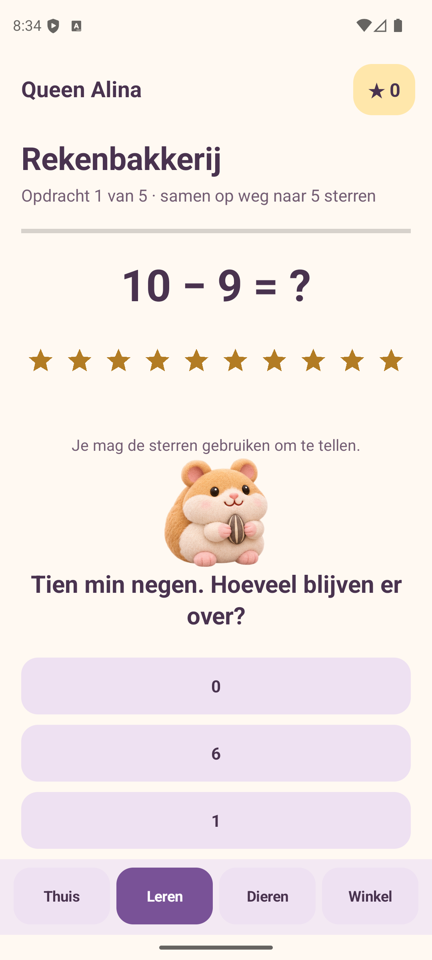 8:34
Queen Alina
★ 0
Rekenbakkerij
Opdracht 1 van 5 · samen op weg naar 5 sterren
10 − 9 = ?
Je mag de sterren gebruiken om te tellen.
Tien min negen. Hoeveel blijven er
over?
0
6
1
Thuis
Leren
Dieren
Winkel